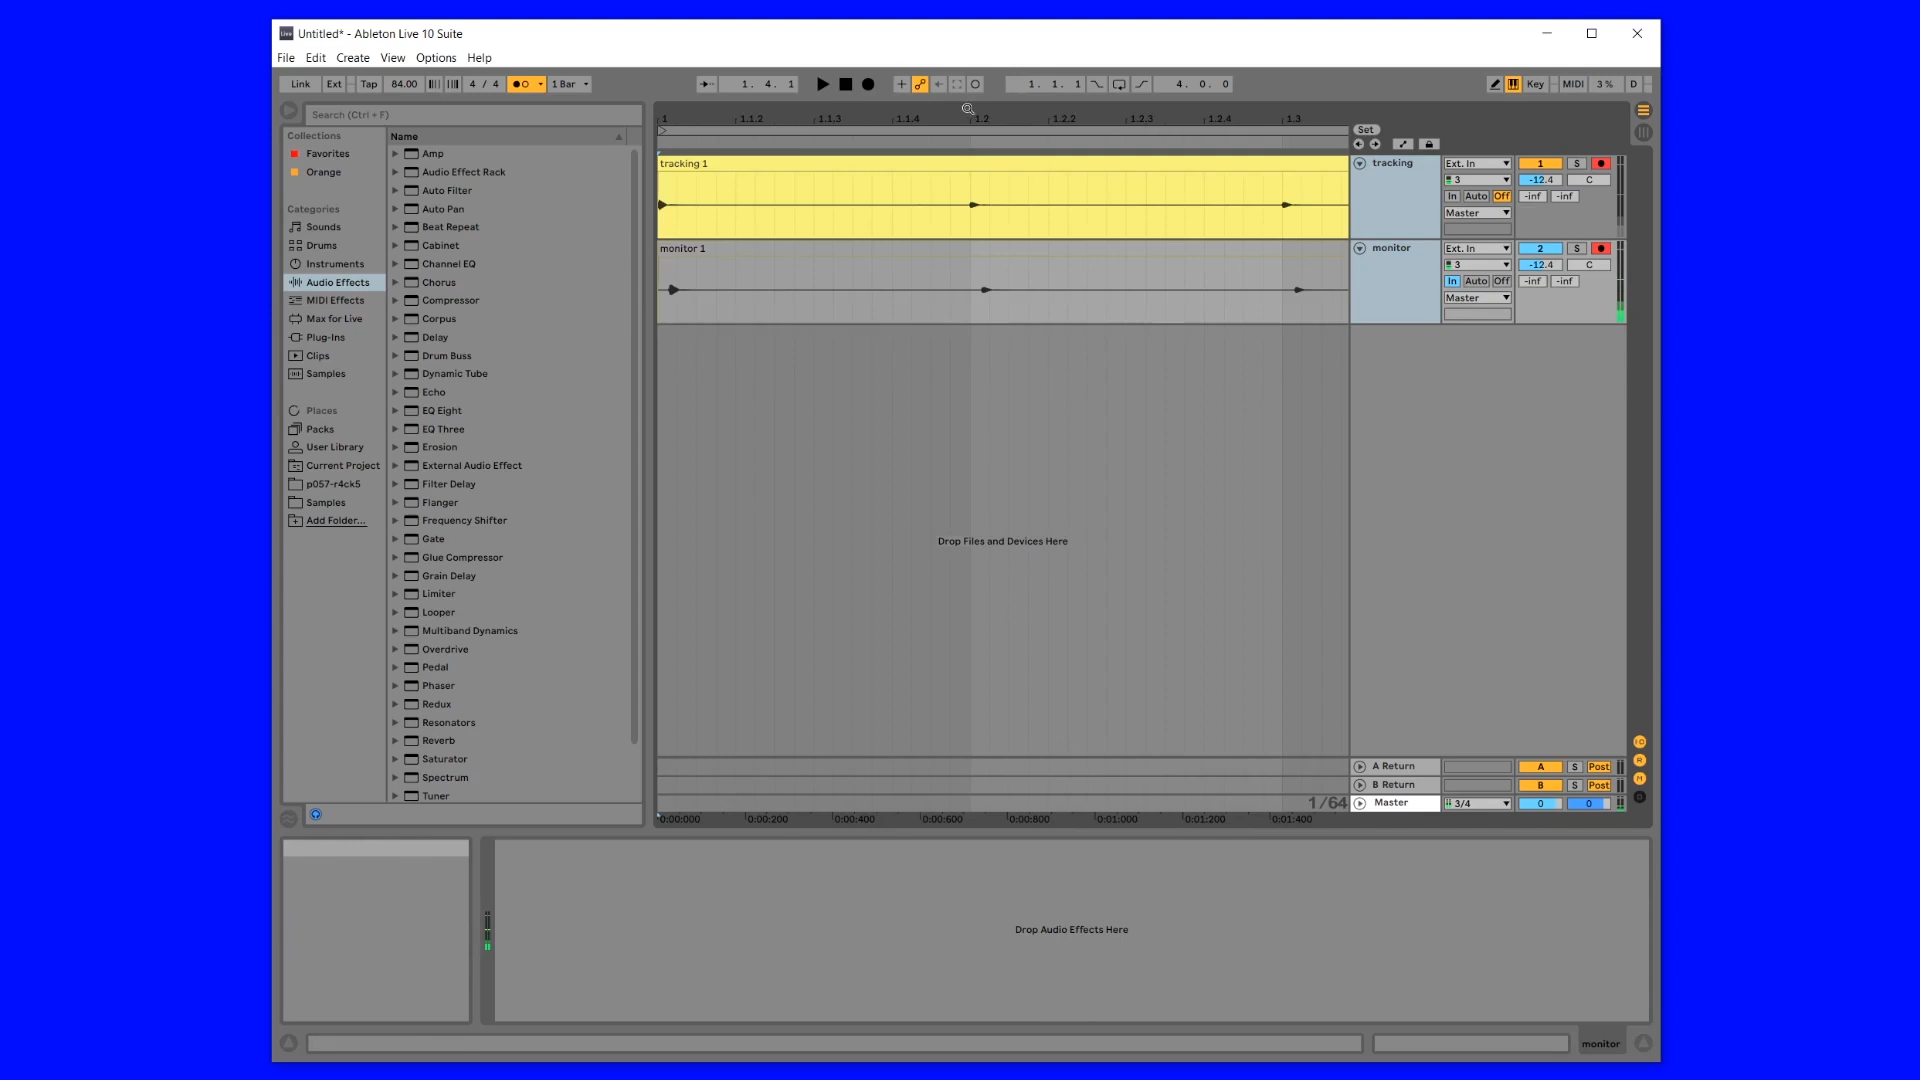 Untitled* - Ableton Live 10 Suite
File Edit Create View Options Help
Link Ext Tap 84.00 4 / 4 1 Bar 1. 4. 1 1. 1. 1 4. 0. 0 Key MIDI 3 % D
Search (Ctrl + F)
Collections
Favorites
Orange
Categories
Sounds
Drums
Instruments
Audio Effects
MIDI Effects
Max for Live
Plug-Ins
Clips
Samples
Places
Packs
User Library
Current Project
p057-r4ck5
Samples
Add Folder...
Name
Amp
Audio Effect Rack
Auto Filter
Auto Pan
Beat Repeat
Cabinet
Channel EQ
Chorus
Compressor
Corpus
Delay
Drum Buss
Dynamic Tube
Echo
EQ Eight
EQ Three
Erosion
External Audio Effect
Filter Delay
Flanger
Frequency Shifter
Gate
Glue Compressor
Grain Delay
Limiter
Looper
Multiband Dynamics
Overdrive
Pedal
Phaser
Redux
Resonators
Reverb
Saturator
Spectrum
Tuner
1 1.1.2 1.1.3 1.1.4 1.2 1.2.2 1.2.3 1.2.4 1.3
Set
tracking 1
tracking Ext. In 1 S
3 -12.4 C
In Auto Off -inf -inf
Master
monitor 1
monitor Ext. In 2 S
3 -12.4 C
In Auto Off -inf -inf
Master
Drop Files and Devices Here
A Return A S Post
B Return B S Post
1/64 Master 3/4 0 0
0:00:000 0:00:200 0:00:400 0:00:600 0:00:800 0:01:000 0:01:200 0:01:400
Drop Audio Effects Here
monitor